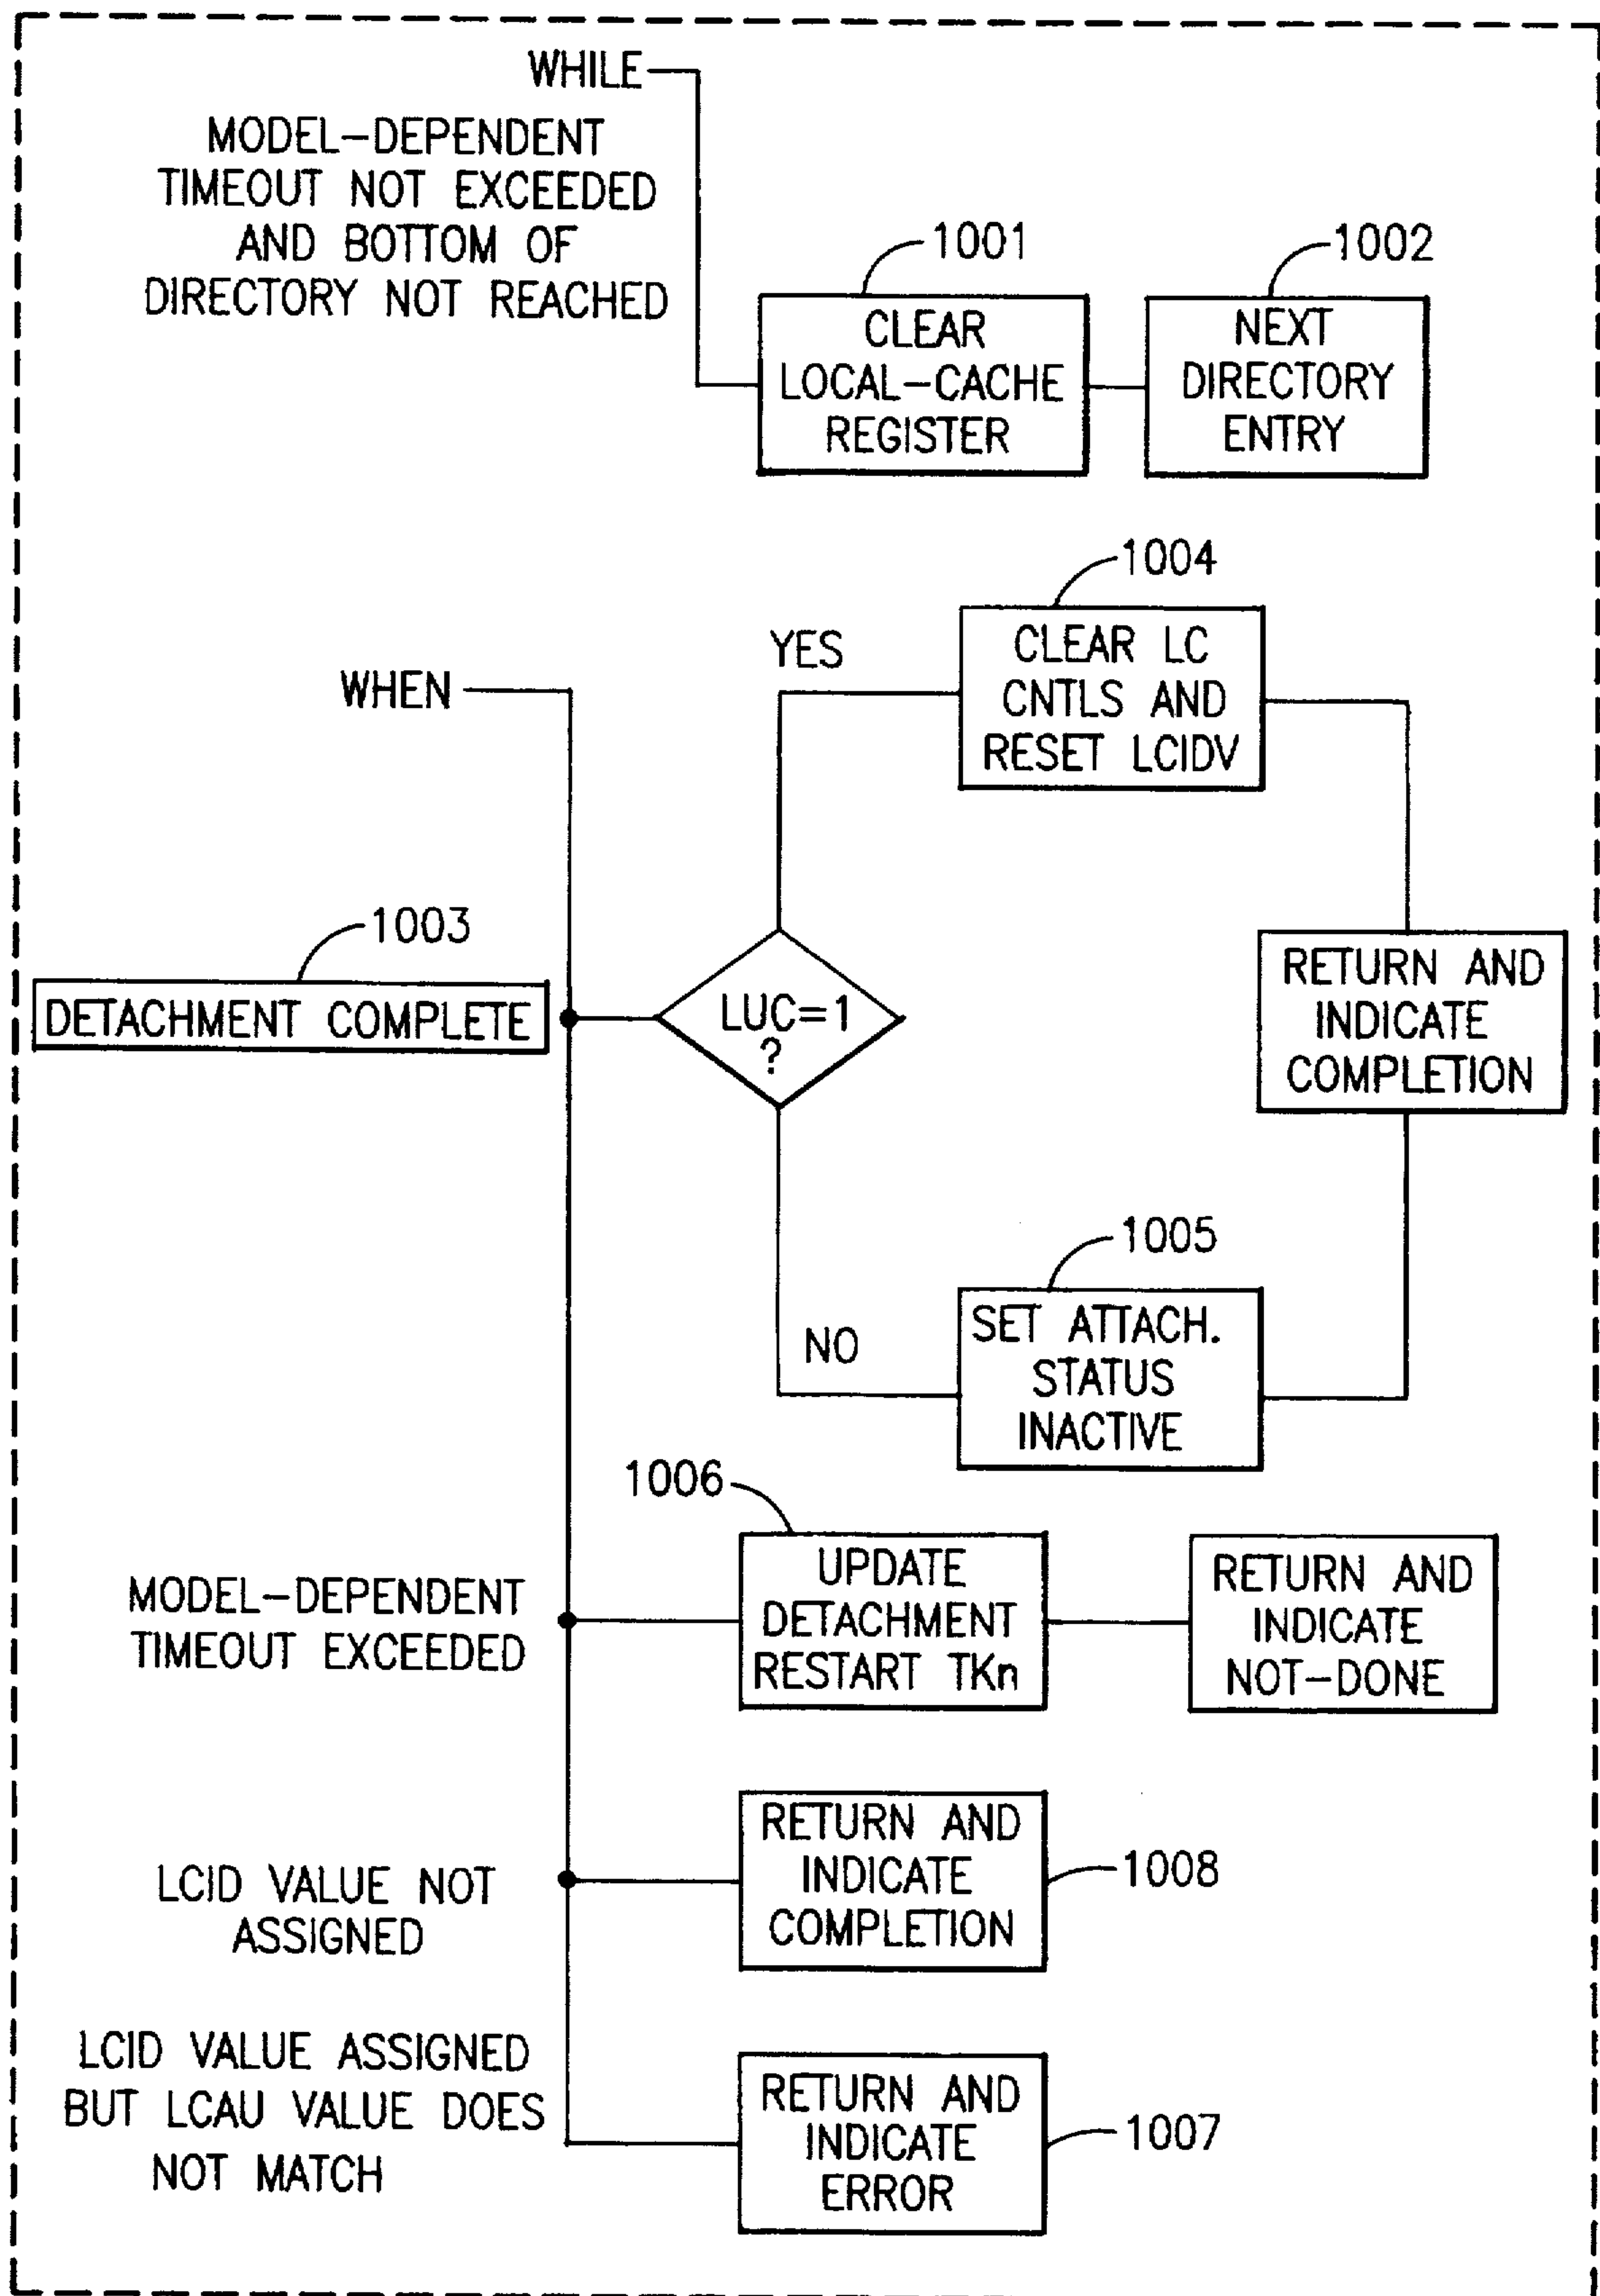 WHILE
MODEL-DEPENDENT
TIMEOUT NOT EXCEEDED
AND BOTTOM OF
DIRECTORY NOT REACHED
1001
CLEAR
LOCAL-CACHE
REGISTER
1002
NEXT
DIRECTORY
ENTRY
WHEN
1003
DETACHMENT COMPLETE
LUC=1
?
YES
1004
CLEAR LC
CNTLS AND
RESET LCIDV
RETURN AND
INDICATE
COMPLETION
NO
1005
SET ATTACH.
STATUS
INACTIVE
MODEL-DEPENDENT
TIMEOUT EXCEEDED
1006
UPDATE
DETACHMENT
RESTART TKn
RETURN AND
INDICATE
NOT-DONE
LCID VALUE NOT
ASSIGNED
RETURN AND
INDICATE
COMPLETION
1008
LCID VALUE ASSIGNED
BUT LCAU VALUE DOES
NOT MATCH
RETURN AND
INDICATE
ERROR
1007